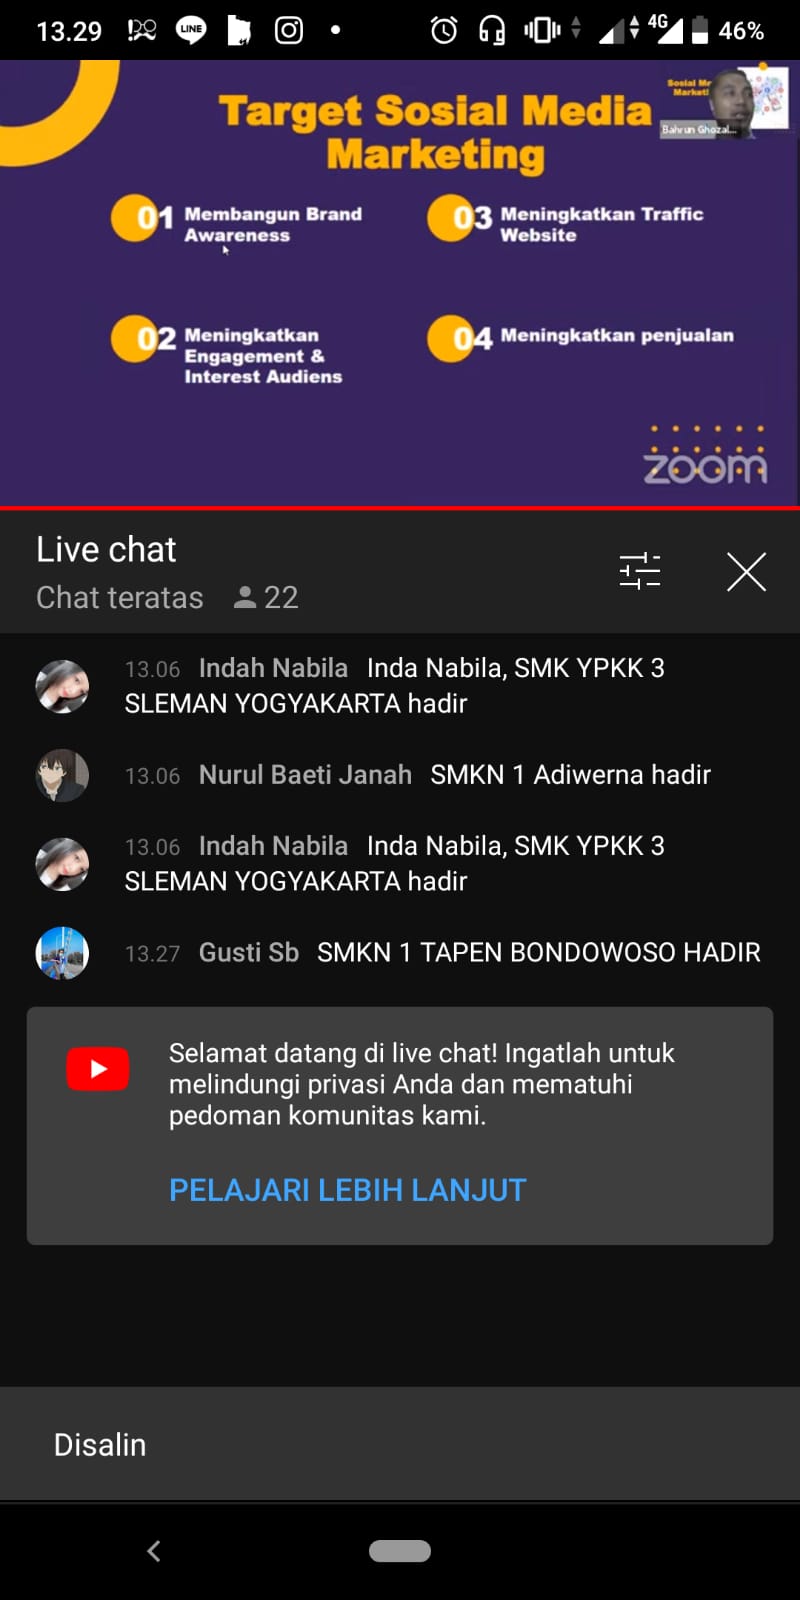 13.29
LINE
4G
46%
Target Sosial Media
Marketing
Sosial Me
Market
Bahrun Ghozal...
01 Membangun Brand
Awareness
03 Meningkatkan Traffic
Website
02 Meningkatkan
Engagement &
Interest Audiens
04 Meningkatkan penjualan
zoom
Live chat
Chat teratas 22
13.06 Indah Nabila Inda Nabila, SMK YPKK 3
SLEMAN YOGYAKARTA hadir
13.06 Nurul Baeti Janah SMKN 1 Adiwerna hadir
13.06 Indah Nabila Inda Nabila, SMK YPKK 3
SLEMAN YOGYAKARTA hadir
13.27 Gusti Sb SMKN 1 TAPEN BONDOWOSO HADIR
Selamat datang di live chat! Ingatlah untuk
melindungi privasi Anda dan mematuhi
pedoman komunitas kami.
PELAJARI LEBIH LANJUT
Disalin